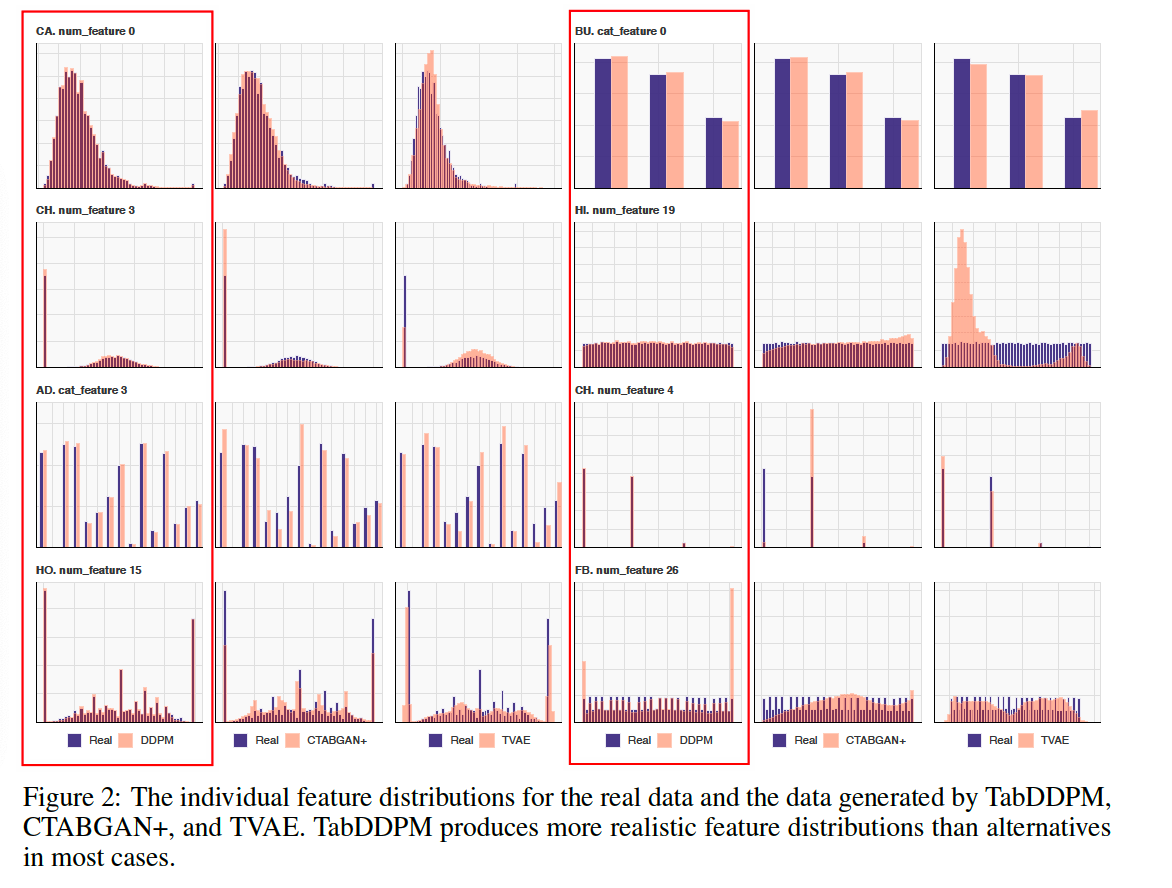 CA. num_feature 0
BU. cat_feature 0
CH. num_feature 3
HI. num_feature 19
AD. cat_feature 3
CH. num_feature 4
HO. num_feature 15
FB. num_feature 26
Real DDPM
Real CTABGAN+
Real TVAE
Real DDPM
Real CTABGAN+
Real TVAE
Figure 2: The individual feature distributions for the real data and the data generated by TabDDPM,
CTABGAN+, and TVAE. TabDDPM produces more realistic feature distributions than alternatives
in most cases.